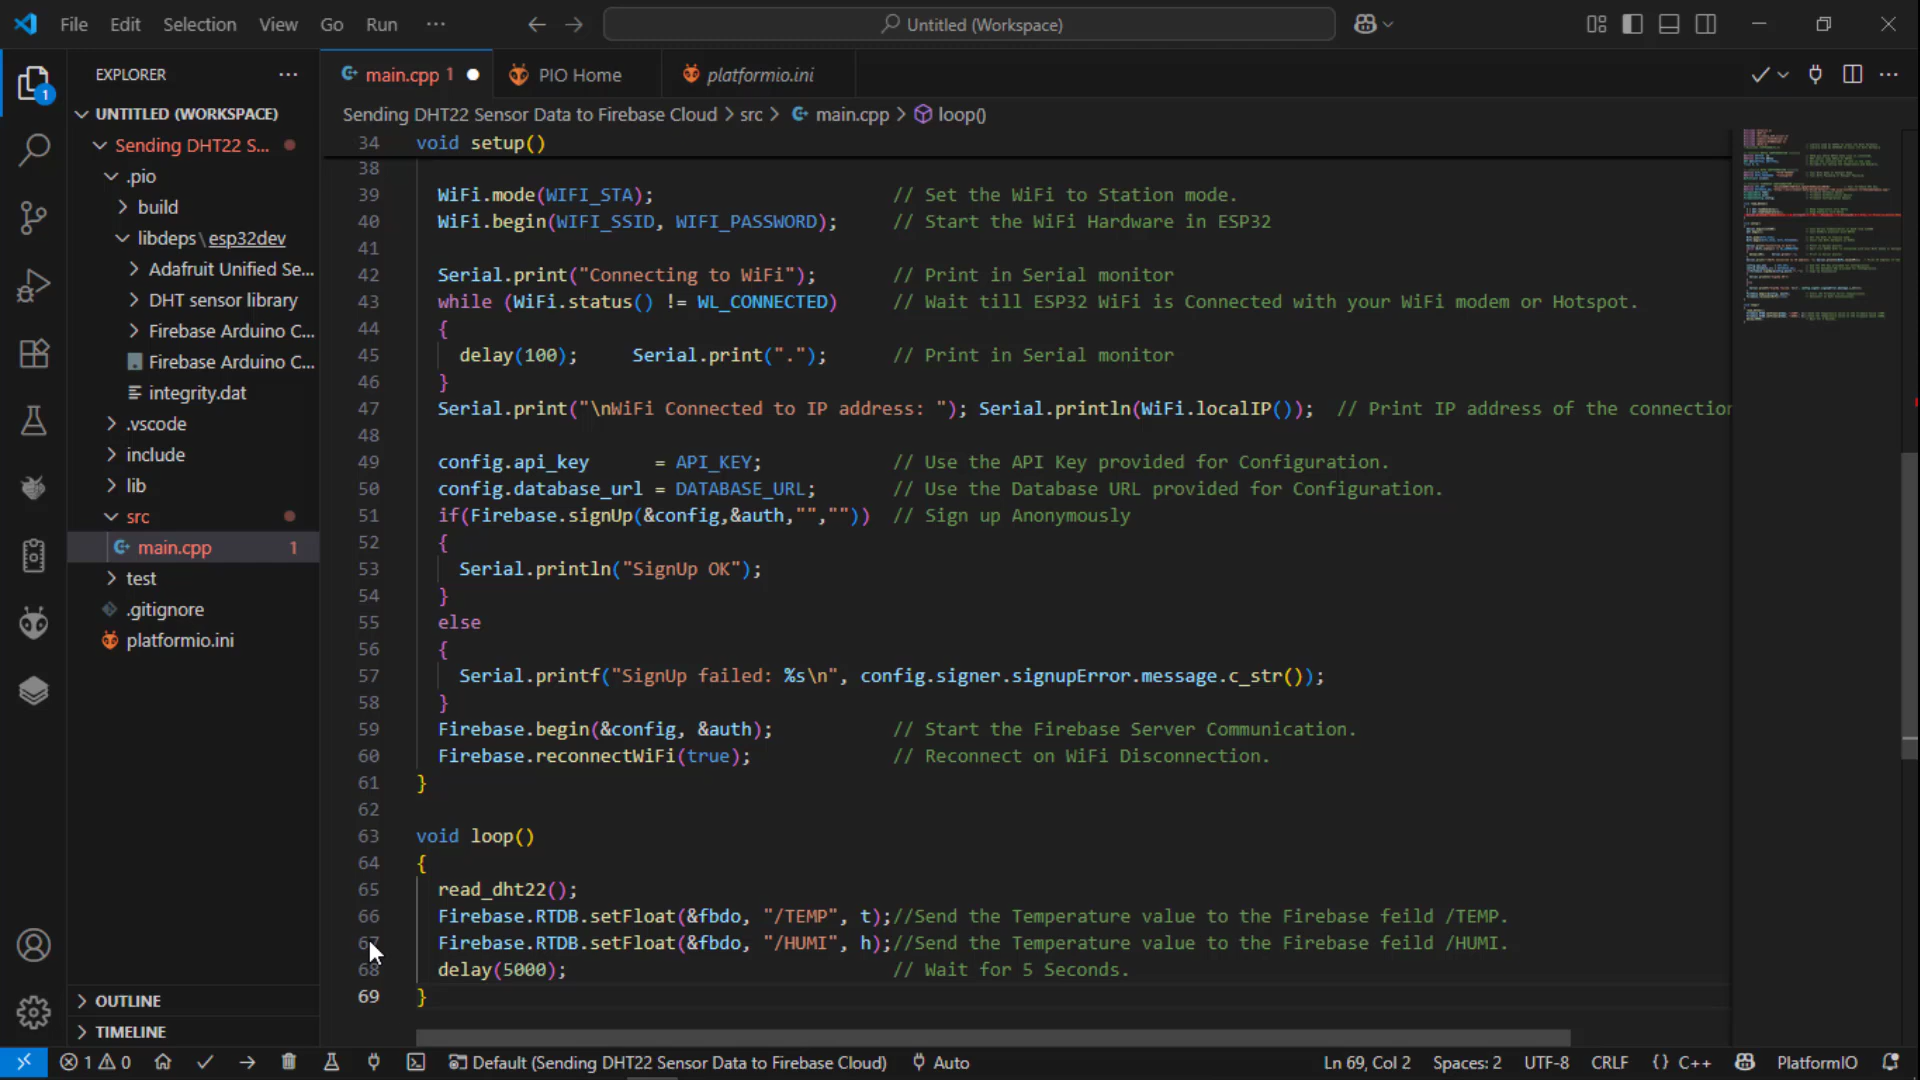 File Edit Selection View Go Run ··· Untitled (Workspace)
EXPLORER ···
main.cpp 1 PIO Home platformio.ini
UNTITLED (WORKSPACE)
Sending DHT22 S...
.pio
build
libdeps\esp32dev
Adafruit Unified Se...
DHT sensor library
Firebase Arduino C...
Firebase Arduino C...
integrity.dat
.vscode
include
lib
src
main.cpp 1
test
.gitignore
platformio.ini
OUTLINE
TIMELINE
1
Sending DHT22 Sensor Data to Firebase Cloud > src > main.cpp > loop()
34 void setup()
38
39 WiFi.mode(WIFI_STA); // Set the WiFi to Station mode.
40 WiFi.begin(WIFI_SSID, WIFI_PASSWORD); // Start the WiFi Hardware in ESP32
41
42 Serial.print("Connecting to WiFi"); // Print in Serial monitor
43 while (WiFi.status() != WL_CONNECTED) // Wait till ESP32 WiFi is Connected with your WiFi modem or Hotspot.
44 {
45 delay(100); Serial.print("."); // Print in Serial monitor
46 }
47 Serial.print("\nWiFi Connected to IP address: "); Serial.println(WiFi.localIP()); // Print IP address of the connection
48
49 config.api_key = API_KEY; // Use the API Key provided for Configuration.
50 config.database_url = DATABASE_URL; // Use the Database URL provided for Configuration.
51 if(Firebase.signUp(&config,&auth,"","")) // Sign up Anonymously
52 {
53 Serial.println("SignUp OK");
54 }
55 else
56 {
57 Serial.printf("SignUp failed: %s\n", config.signer.signupError.message.c_str());
58 }
59 Firebase.begin(&config, &auth); // Start the Firebase Server Communication.
60 Firebase.reconnectWiFi(true); // Reconnect on WiFi Disconnection.
61 }
62
63 void loop()
64 {
65 read_dht22();
66 Firebase.RTDB.setFloat(&fbdo, "/TEMP", t);//Send the Temperature value to the Firebase feild /TEMP.
67 Firebase.RTDB.setFloat(&fbdo, "/HUMI", h);//Send the Temperature value to the Firebase feild /HUMI.
68 delay(5000); // Wait for 5 Seconds.
69 }
1 0 Default (Sending DHT22 Sensor Data to Firebase Cloud) Auto Ln 69, Col 2 Spaces: 2 UTF-8 CRLF {} C++ PlatformIO